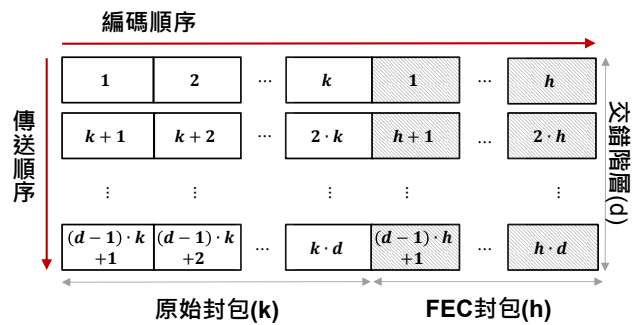 編碼順序
傳送順序
交錯階層(d)
1 2 ... k 1 ... h
k + 1 k + 2 ... 2 · k h + 1 ... 2 · h
⋮ ⋮ ⋮ ⋮ ⋮
(d − 1) · k +1 (d − 1) · k +2 ... k · d (d − 1) · h +1 ... h · d
原始封包(k) FEC封包(h)